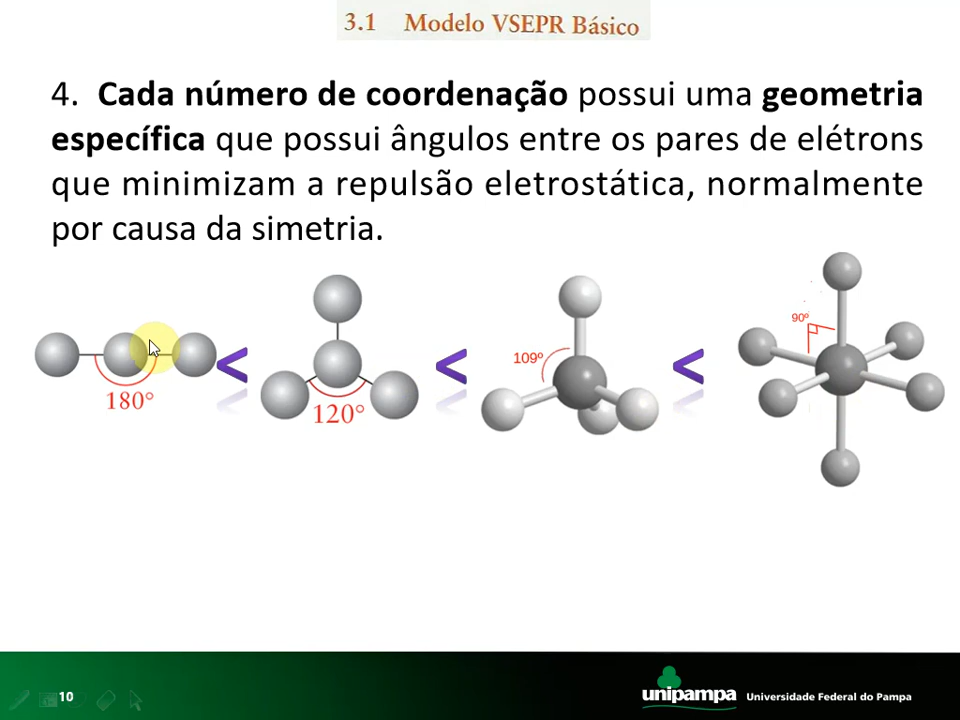 3.1 Modelo VSEPR Básico
4. Cada número de coordenação possui uma geometria
específica que possui ângulos entre os pares de elétrons
que minimizam a repulsão eletrostática, normalmente
por causa da simetria.
180°
<
120°
<
109º
<
90º
10
unipampa
Universidade Federal do Pampa